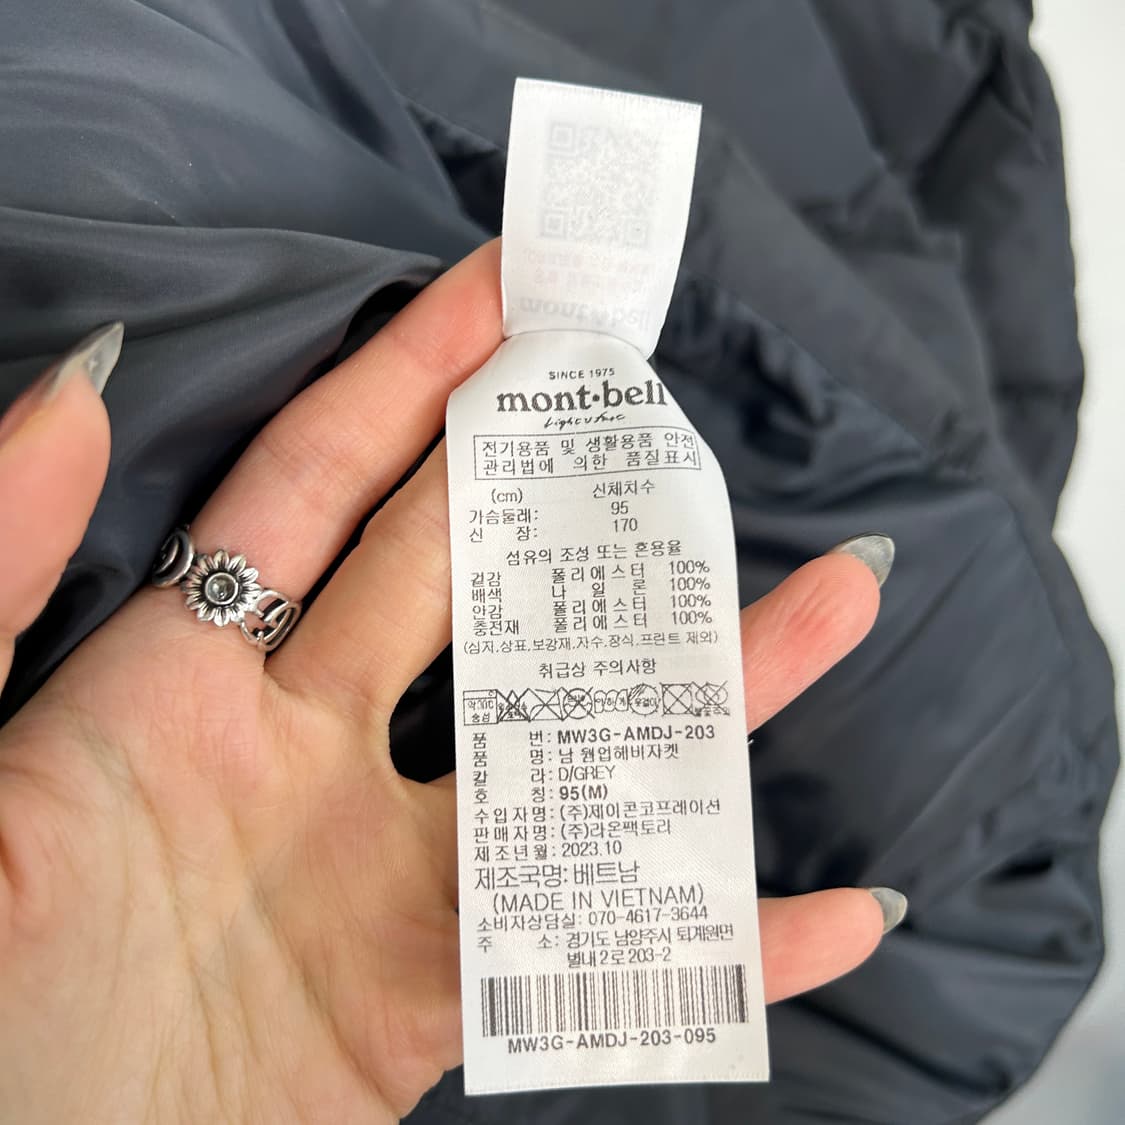 SINCE 1975
mont·bell
Light & Fast
전기용품 및 생활용품 안전
관리법에 의한 품질표시
(cm) 신체치수
가슴둘레: 95
신 장: 170
섬유의 조성 또는 혼용율
겉감 폴리에스터 100%
배색 나 일 론 100%
안감 폴리에스터 100%
충전재 폴리에스터 100%
(심지,상표,보강재,자수,장식,프린트 제외)
취급상 주의사항
품 번: MW3G-AMDJ-203
품 명: 남 웜업헤비자켓
칼 라: D/GREY
호 칭: 95(M)
수입자명: (주)제이콘코프레이션
판매자명: (주)라온팩토리
제조년월: 2023.10
제조국명: 베트남
(MADE IN VIETNAM)
소비자상담실: 070-4617-3644
주 소: 경기도 남양주시 퇴계원면
별내2로 203-2
MW3G-AMDJ-203-095